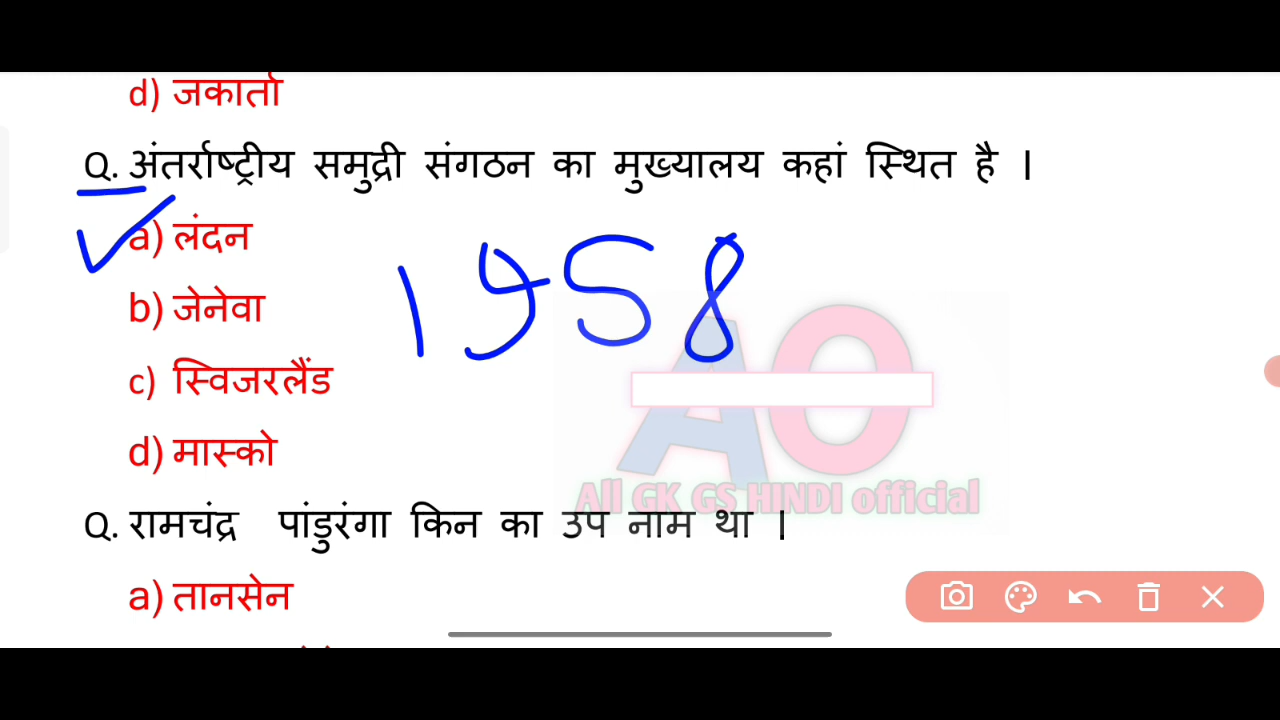 d) जकार्ता
Q. अंतर्राष्ट्रीय समुद्री संगठन का मुख्यालय कहां स्थित है ।
a) लंदन
1958
b) जेनेवा
c) स्विजरलैंड
d) मास्को
All GK GS HINDI official
Q. रामचंद्र पांडुरंगा किन का उप नाम था |
a) तानसेन